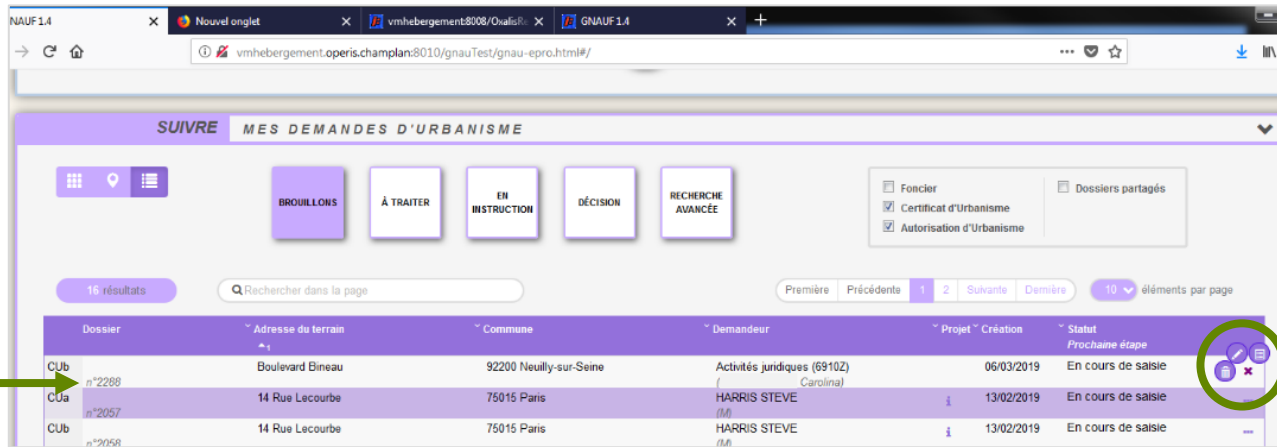 NAUF 1.4
Nouvel onglet
vmhebergement:8008/OxalisRe
GNAUF 1.4
vmhebergement.operis.champlan:8010/gnauTest/gnau-epro.html#/
SUIVRE MES DEMANDES D'URBANISME
BROUILLONS
À TRAITER
EN INSTRUCTION
DÉCISION
RECHERCHE AVANCÉE
Foncier
Certificat d'Urbanisme
Autorisation d'Urbanisme
Dossiers partagés
16 résultats
Rechercher dans la page
Première Précédente 1 2 Suivante Dernière
10 éléments par page
Dossier Adresse du terrain Commune Demandeur Projet Création Statut
1 Prochaine étape
CUb Boulevard Bineau 92200 Neuilly-sur-Seine Activités juridiques (6910Z) 06/03/2019 En cours de saisie
n°2288 ( Carolina)
CUa 14 Rue Lecourbe 75015 Paris HARRIS STEVE i 13/02/2019 En cours de saisie
n°2057 (M)
CUb 14 Rue Lecourbe 75015 Paris HARRIS STEVE i 13/02/2019 En cours de saisie
n°2058 (M)